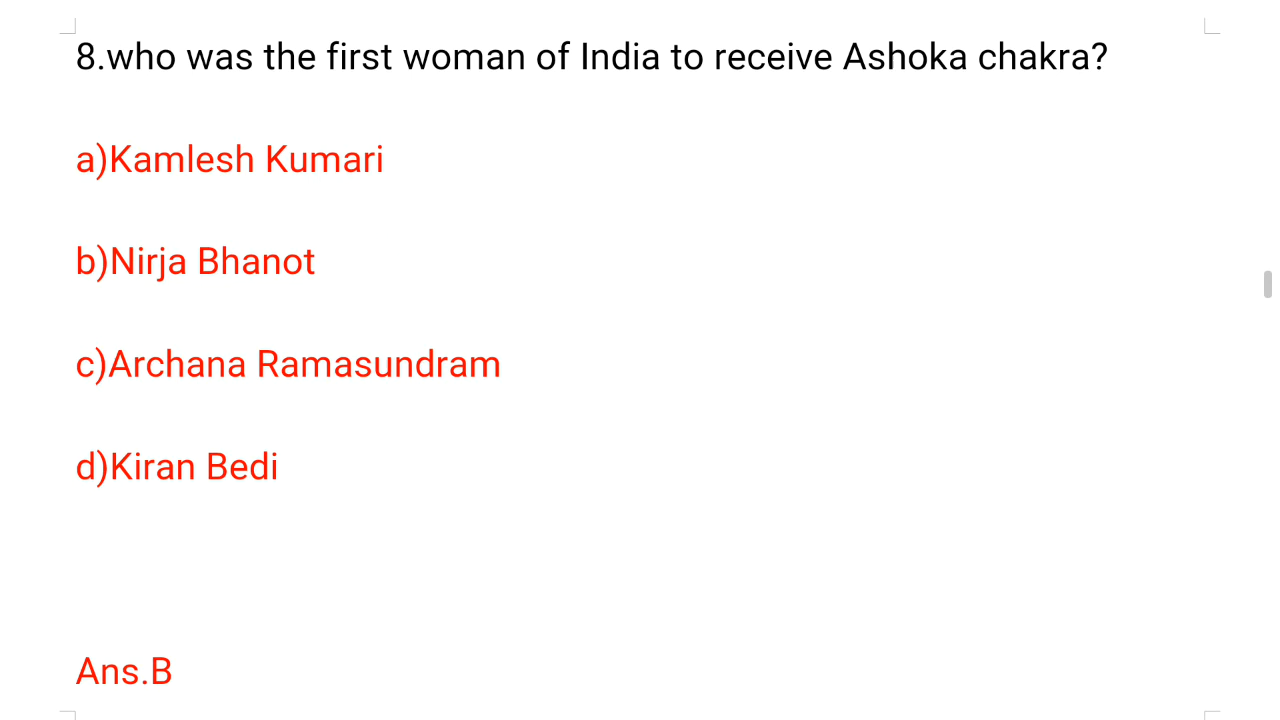 8.who was the first woman of India to receive Ashoka chakra?
a)Kamlesh Kumari
b)Nirja Bhanot
c)Archana Ramasundram
d)Kiran Bedi
Ans.B